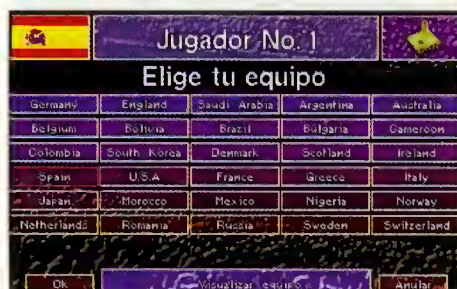 Jugador No. 1
Elige tu equipo
Germany England Saudi Arabia Argentina Australia
Belgium Bolivia Brazil Bulgaria Cameroon
Colombia South Korea Denmark Scotland Ireland
Spain U.S.A France Greece Italy
Japan Morocco Mexico Nigeria Norway
Netherlands Romania Russia Sweden Switzerland
Ok Visualizar equipo Anular